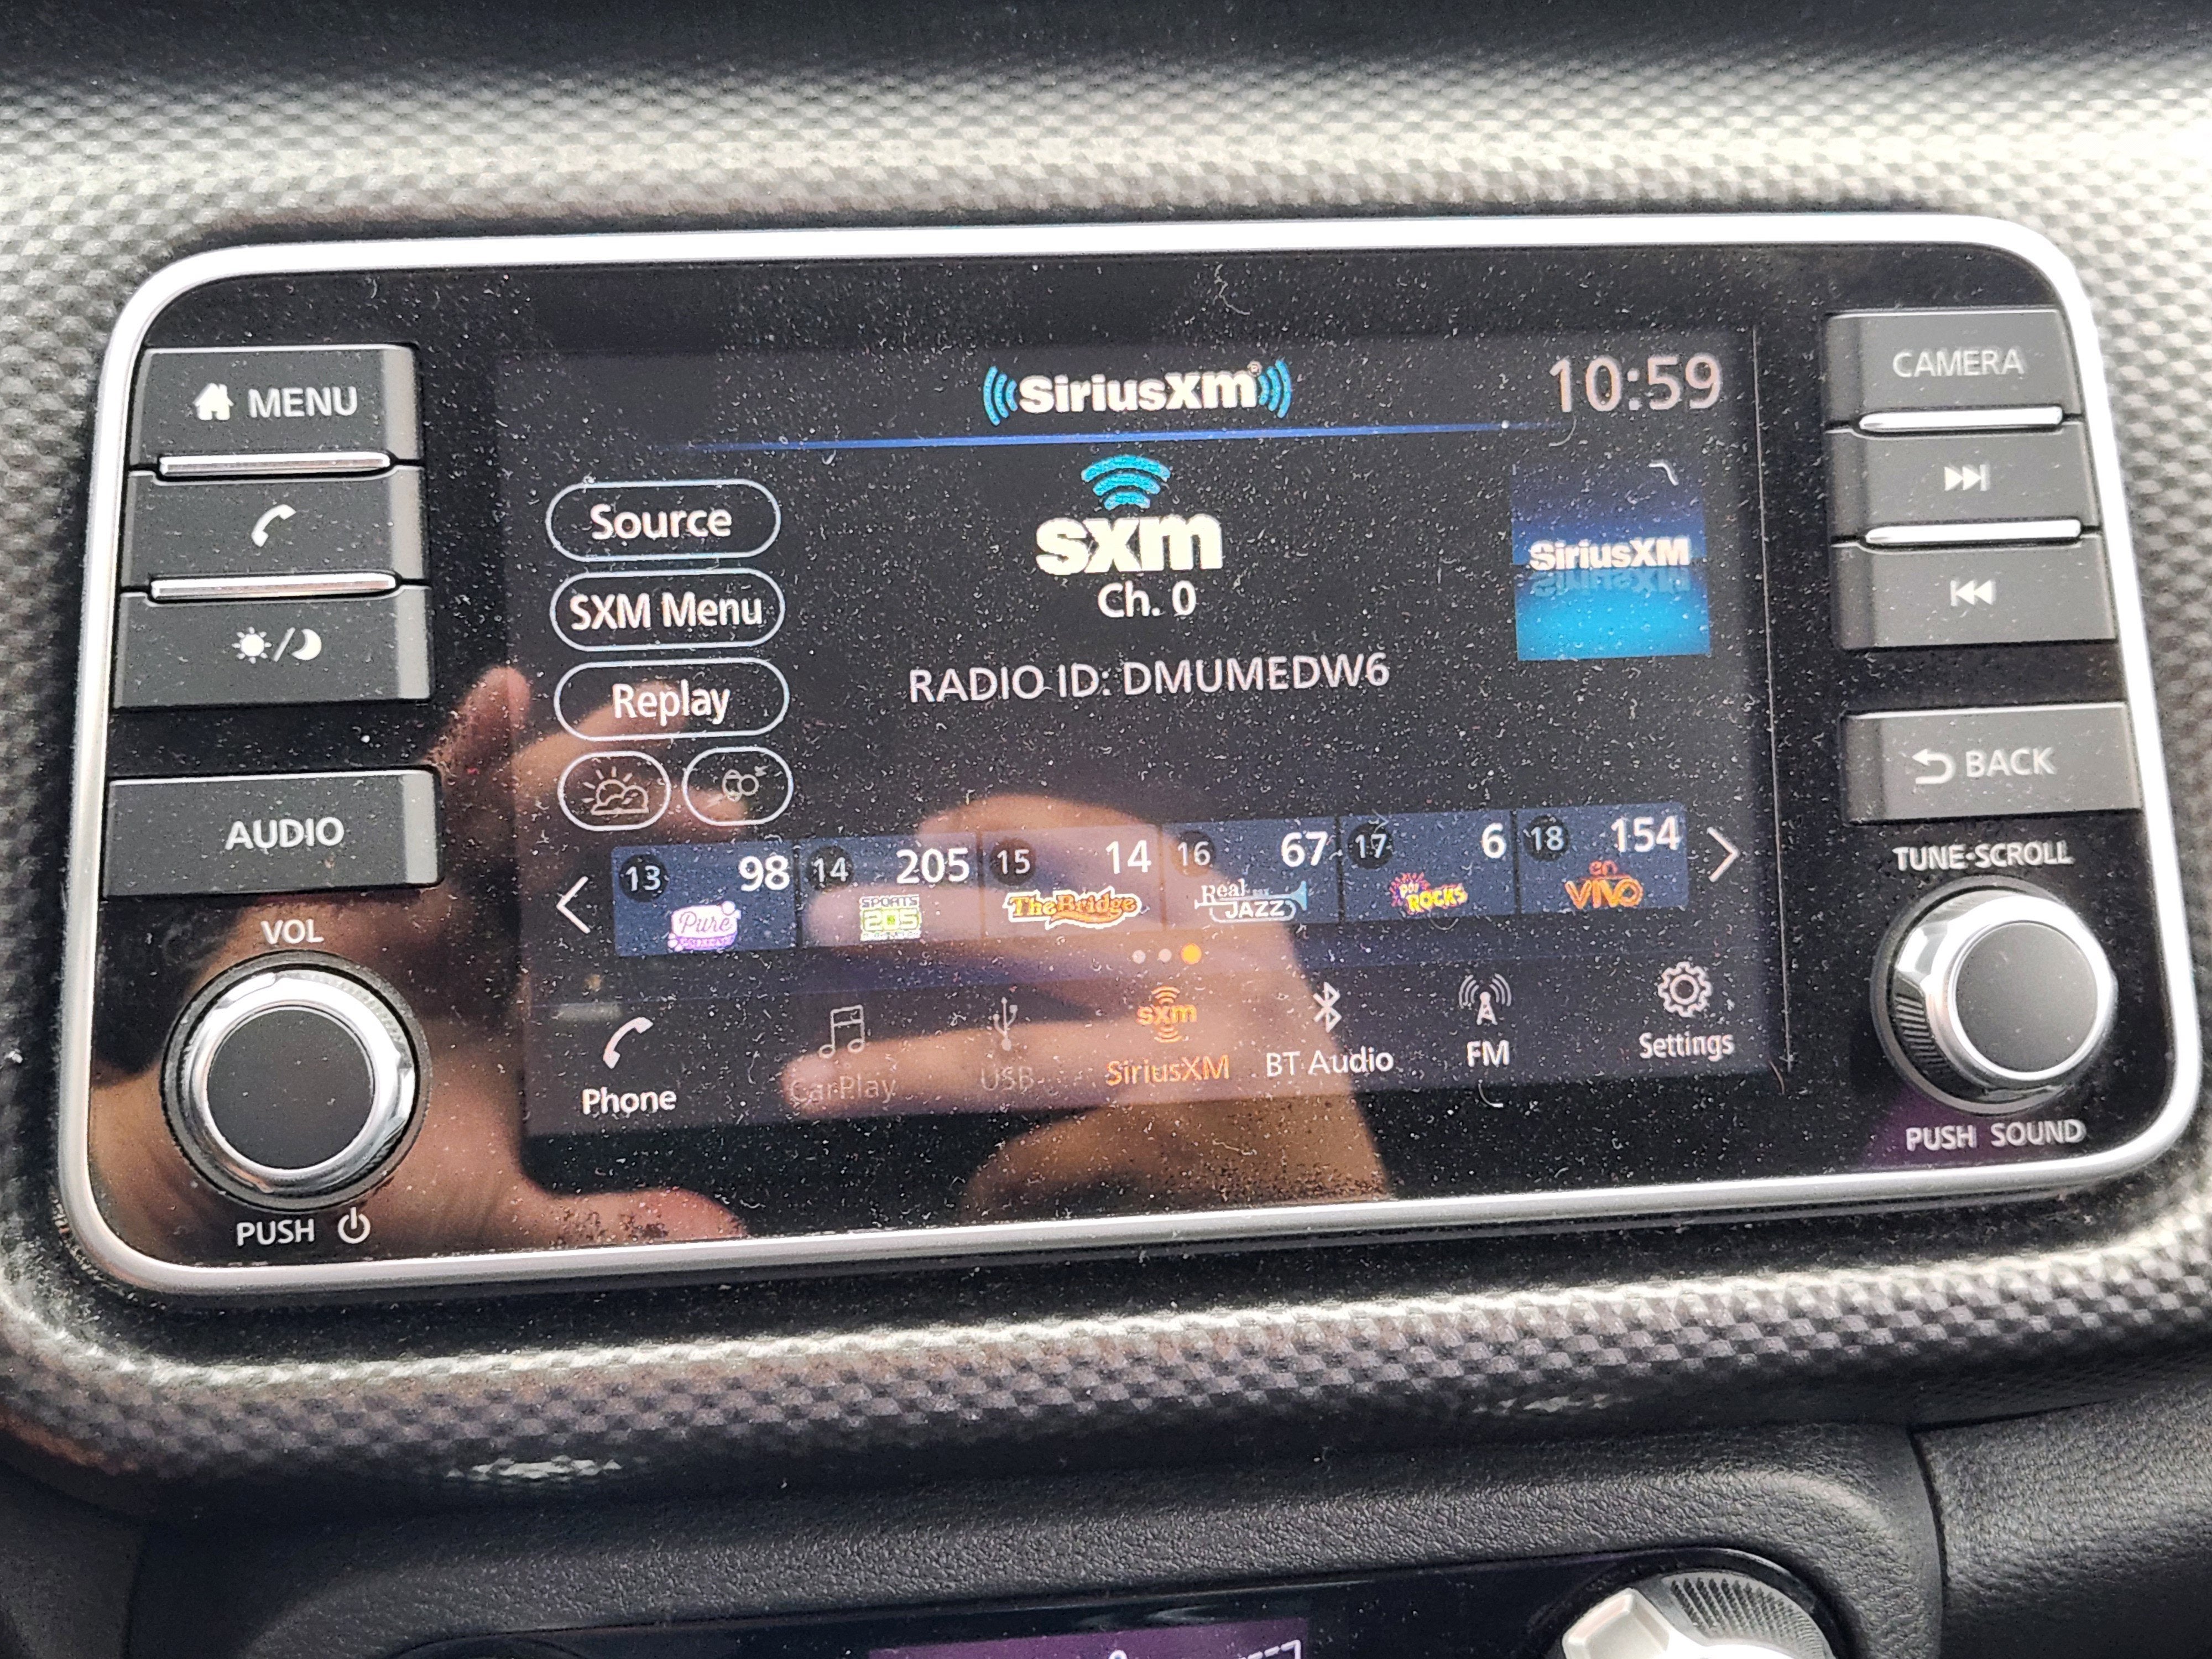 MENU
AUDIO
VOL
PUSH
SiriusXm®
10:59
Source
SXM Menu
Replay
sxm
Ch. 0
RADIO ID: DMUMEDW6
SiriusXM
13 98 14 205 15 14 16 67 17 6 18 154
Pure
SPORTS
205
The Bridge
Real
JAZZ
POP
ROCKS
en
VIVO
sxm
Phone
CarPlay
USB
SiriusXM
BT Audio
FM
Settings
CAMERA
BACK
TUNE•SCROLL
PUSH SOUND